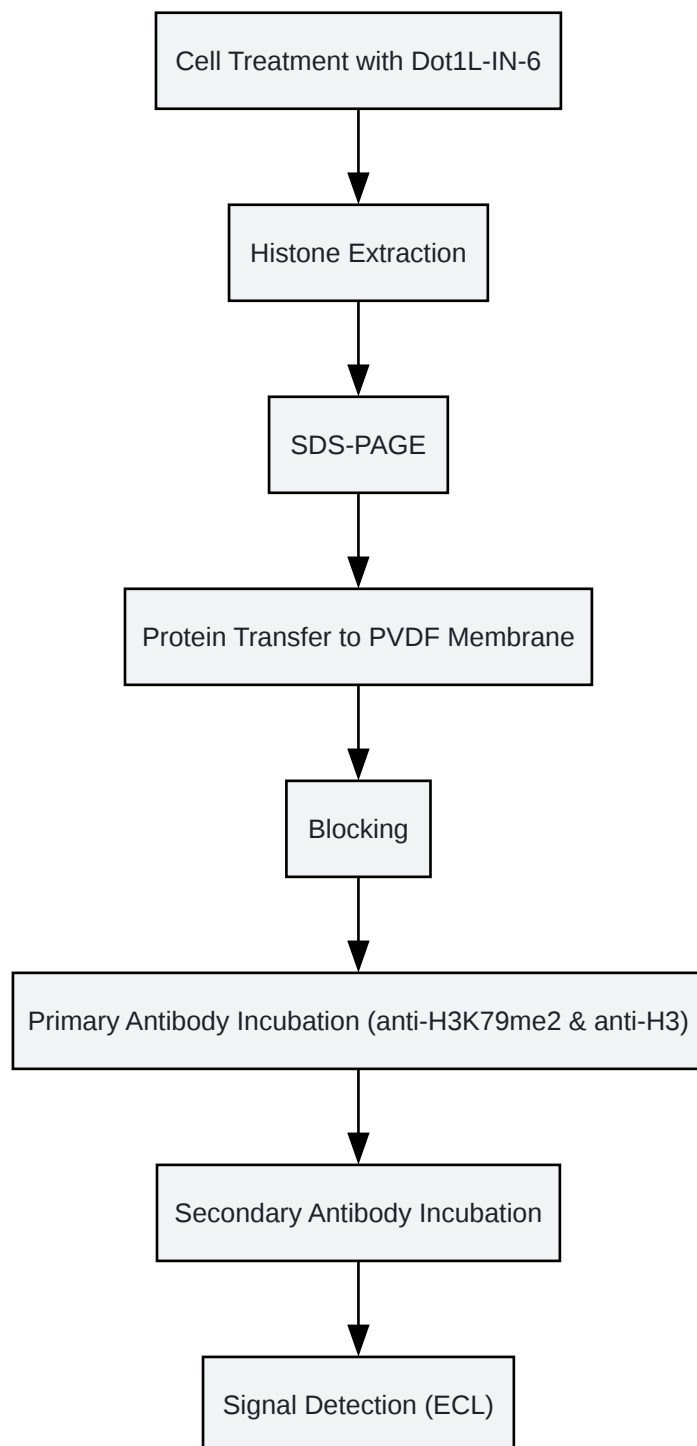 Cell Treatment with Dot1L-IN-6
Histone Extraction
SDS-PAGE
Protein Transfer to PVDF Membrane
Blocking
Primary Antibody Incubation (anti-H3K79me2 & anti-H3)
Secondary Antibody Incubation
Signal Detection (ECL)